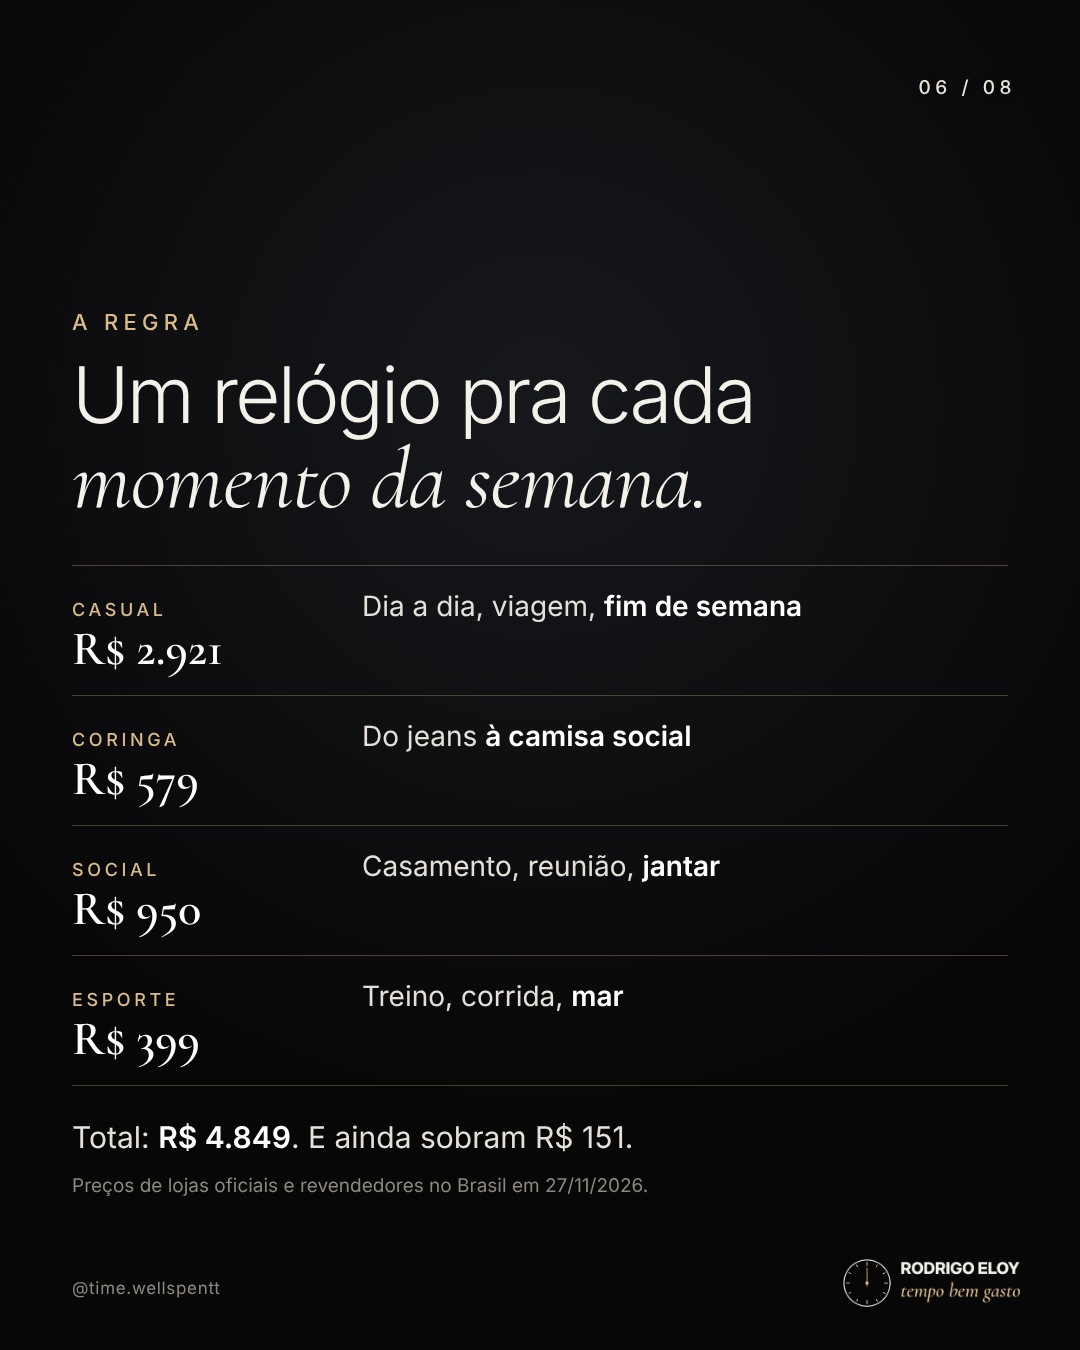 06 / 08
A REGRA
Um relógio pra cada
momento da semana.
CASUAL
R$ 2.921
Dia a dia, viagem, fim de semana
CORINGA
R$ 579
Do jeans à camisa social
SOCIAL
R$ 950
Casamento, reunião, jantar
ESPORTE
R$ 399
Treino, corrida, mar
Total: R$ 4.849. E ainda sobram R$ 151.
Preços de lojas oficiais e revendedores no Brasil em 27/11/2026.
@time.wellspentt
RODRIGO ELOY
tempo bem gasto